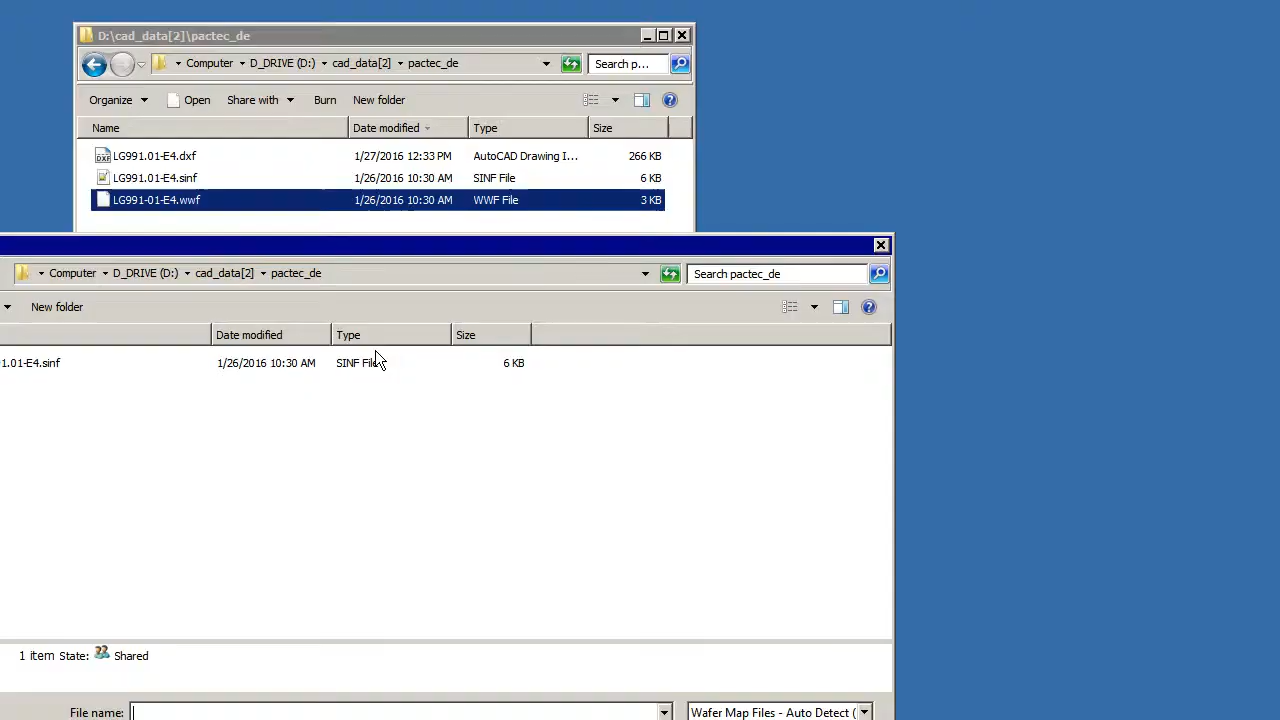 D:\cad_data[2]\pactec_de
Computer D_DRIVE (D:) cad_data[2] pactec_de Search p...
Organize Open Share with Burn New folder
Name Date modified Type Size
LG991.01-E4.dxf 1/27/2016 12:33 PM AutoCAD Drawing I... 266 KB
LG991.01-E4.sinf 1/26/2016 10:30 AM SINF File 6 KB
LG991-01-E4.wwf 1/26/2016 10:30 AM WWF File 3 KB
Computer D_DRIVE (D:) cad_data[2] pactec_de Search pactec_de
New folder
Date modified Type Size
1.01-E4.sinf 1/26/2016 10:30 AM SINF File 6 KB
1 item State: Shared
File name: Wafer Map Files - Auto Detect (